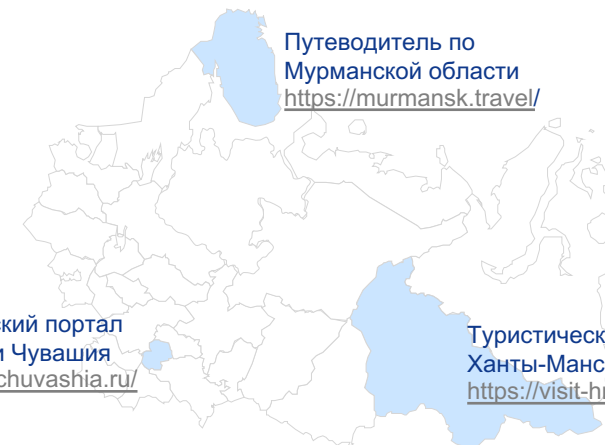 Путеводитель по
Мурманской области
https://murmansk.travel/
ский портал
и Чувашия
chuvashia.ru/
Туристическ
Ханты-Манс
https://visit-h